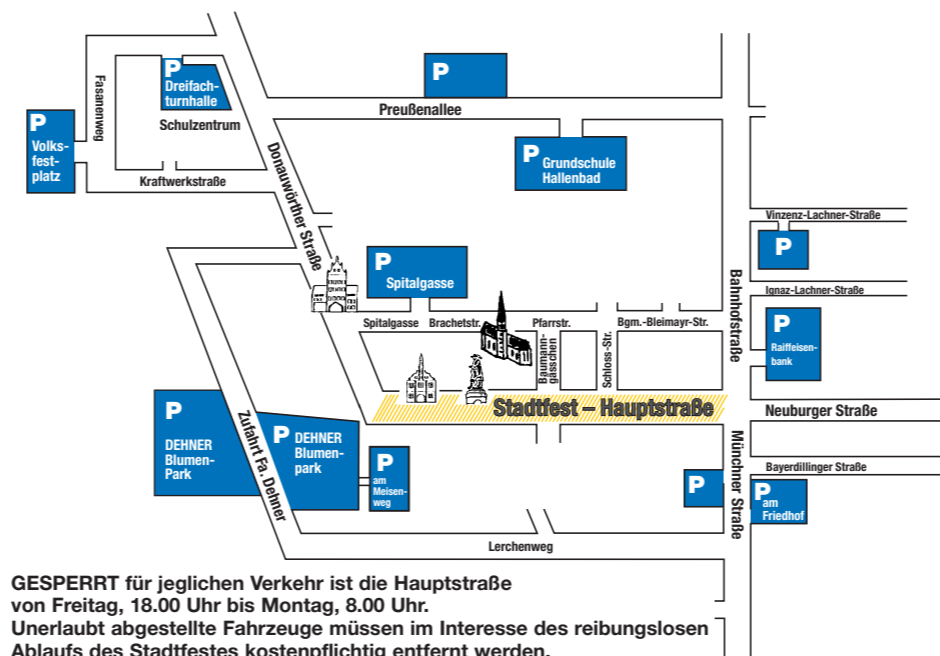 P
Dreifach-
turnhalle
Schulzentrum
Fasanenweg
P
Volks-
fest-
platz
Kraftwerkstraße
Donauwörther Straße
P
Preußenallee
P
Grundschule
Hallenbad
Vinzenz-Lachner-Straße
P
Ignaz-Lachner-Straße
Bahnhofstraße
P
Spitalgasse
Spitalgasse
Brachetstr.
Pfarrstr.
Bgm.-Bleimayr-Str.
Baumann-
gässchen
Schloss-Str.
P
Raiffeisen-
bank
Stadtfest – Hauptstraße
Neuburger Straße
P
DEHNER
Blumen-
Park
Zufahrt Fa. Dehner
P
DEHNER
Blumen-
park
P
am
Meisen-
weg
P
Münchner Straße
Bayerdillinger Straße
P
am
Friedhof
Lerchenweg
GESPERRT für jeglichen Verkehr ist die Hauptstraße
von Freitag, 18.00 Uhr bis Montag, 8.00 Uhr.
Unerlaubt abgestellte Fahrzeuge müssen im Interesse des reibungslosen
Ablaufs des Stadtfestes kostenpflichtig entfernt werden.